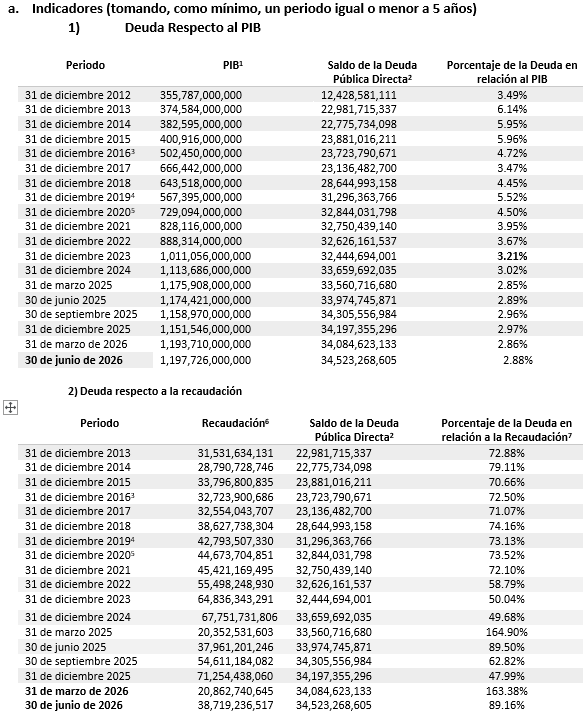 a. Indicadores (tomando, como mínimo, un periodo igual o menor a 5 años)
1) Deuda Respecto al PIB
Periodo PIB¹ Saldo de la Deuda Pública Directa² Porcentaje de la Deuda en relación al PIB
31 de diciembre 2012 355,787,000,000 12,428,581,111 3.49%
31 de diciembre 2013 374,584,000,000 22,981,715,337 6.14%
31 de diciembre 2014 382,595,000,000 22,775,734,098 5.95%
31 de diciembre 2015 400,916,000,000 23,881,016,211 5.96%
31 de diciembre 2016³ 502,450,000,000 23,723,790,671 4.72%
31 de diciembre 2017 666,442,000,000 23,136,482,700 3.47%
31 de diciembre 2018 643,518,000,000 28,644,993,158 4.45%
31 de diciembre 2019⁴ 567,395,000,000 31,296,363,766 5.52%
31 de diciembre 2020⁵ 729,094,000,000 32,844,031,798 4.50%
31 de diciembre 2021 828,116,000,000 32,750,439,140 3.95%
31 de diciembre 2022 888,314,000,000 32,626,161,537 3.67%
31 de diciembre 2023 1,011,056,000,000 32,444,694,001 3.21%
31 de diciembre 2024 1,113,686,000,000 33,659,692,035 3.02%
31 de marzo 2025 1,175,908,000,000 33,560,716,680 2.85%
30 de junio 2025 1,174,421,000,000 33,974,745,871 2.89%
30 de septiembre 2025 1,158,970,000,000 34,305,556,984 2.96%
31 de diciembre 2025 1,151,546,000,000 34,197,355,296 2.97%
31 de marzo de 2026 1,193,710,000,000 34,084,623,133 2.86%
30 de junio de 2026 1,197,726,000,000 34,523,268,605 2.88%
2) Deuda respecto a la recaudación
Periodo Recaudación⁶ Saldo de la Deuda Pública Directa² Porcentaje de la Deuda en relación a la Recaudación⁷
31 de diciembre 2013 31,531,634,131 22,981,715,337 72.88%
31 de diciembre 2014 28,790,728,746 22,775,734,098 79.11%
31 de diciembre 2015 33,796,800,835 23,881,016,211 70.66%
31 de diciembre 2016³ 32,723,900,686 23,723,790,671 72.50%
31 de diciembre 2017 32,554,043,707 23,136,482,700 71.07%
31 de diciembre 2018 38,627,738,304 28,644,993,158 74.16%
31 de diciembre 2019⁴ 42,793,507,330 31,296,363,766 73.13%
31 de diciembre 2020⁵ 44,673,704,851 32,844,031,798 73.52%
31 de diciembre 2021 45,421,169,495 32,750,439,140 72.10%
31 de diciembre 2022 55,498,248,930 32,626,161,537 58.79%
31 de diciembre 2023 64,836,343,291 32,444,694,001 50.04%
31 de diciembre 2024 67,751,731,806 33,659,692,035 49.68%
31 de marzo 2025 20,352,531,603 33,560,716,680 164.90%
30 de junio 2025 37,961,201,246 33,974,745,871 89.50%
30 de septiembre 2025 54,611,184,082 34,305,556,984 62.82%
31 de diciembre 2025 71,254,438,060 34,197,355,296 47.99%
31 de marzo de 2026 20,862,740,645 34,084,623,133 163.38%
30 de junio de 2026 38,719,236,517 34,523,268,605 89.16%